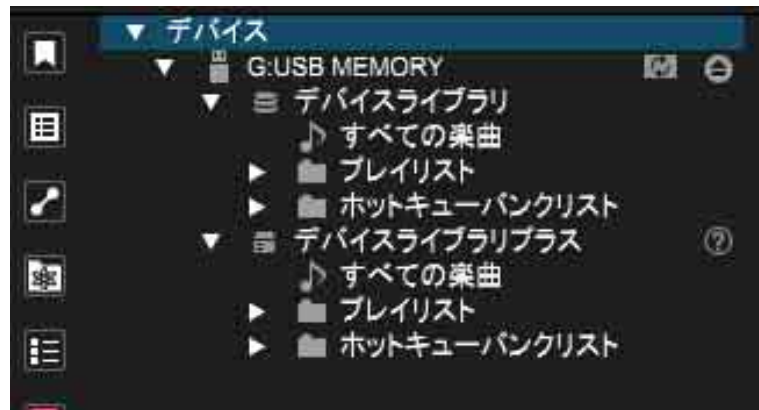 デバイス
G:USB MEMORY
デバイスライブラリ
すべての楽曲
プレイリスト
ホットキューバンクリスト
デバイスライブラリプラス
すべての楽曲
プレイリスト
ホットキューバンクリスト